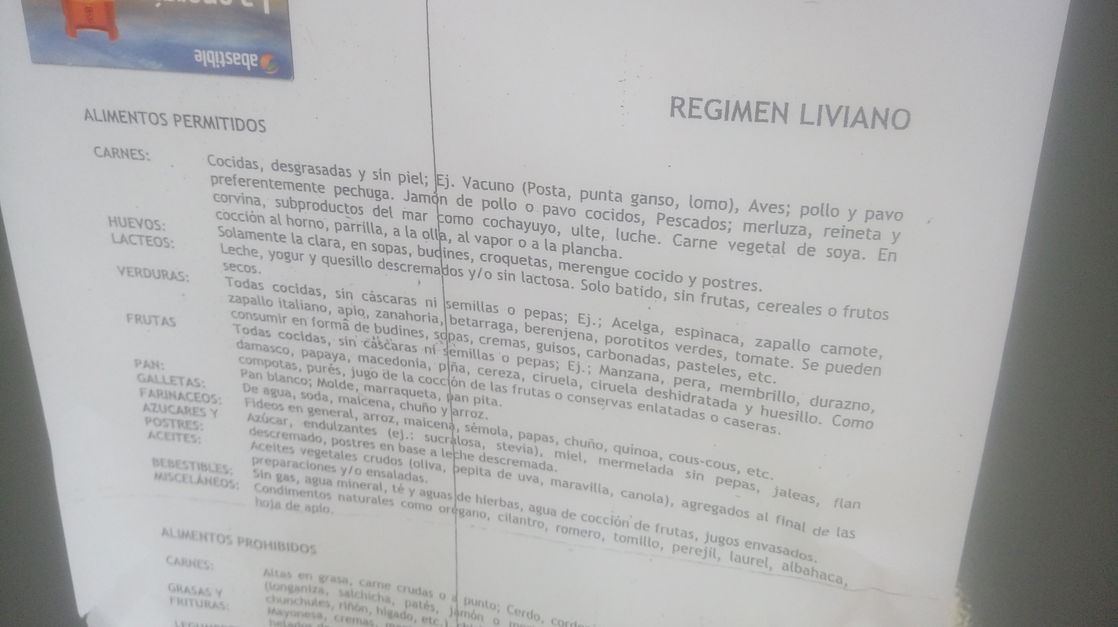 abastible
REGIMEN LIVIANO
ALIMENTOS PERMITIDOS
CARNES: Cocidas, desgrasadas y sin piel; Ej. Vacuno (Posta, punta ganso, lomo), Aves; pollo y pavo
preferentemente pechuga. Jamón de pollo o pavo cocidos, Pescados; merluza, reineta y
corvina, subproductos del mar como cochayuyo, ulte, luche. Carne vegetal de soya. En
cocción al horno, parrilla, a la olla, al vapor o a la plancha.
HUEVOS: Solamente la clara, en sopas, budines, croquetas, merengue cocido y postres.
LACTEOS: Leche, yogur y quesillo descremados y/o sin lactosa. Solo batido, sin frutas, cereales o frutos
secos.
VERDURAS: Todas cocidas, sin cáscaras ni semillas o pepas; Ej.; Acelga, espinaca, zapallo camote,
zapallo italiano, apio, zanahoria, betarraga, berenjena, porotitos verdes, tomate. Se pueden
consumir en forma de budines, sopas, cremas, guisos, carbonadas, pasteles, etc.
FRUTAS Todas cocidas, sin cáscaras ni semillas o pepas; Ej.; Manzana, pera, membrillo, durazno,
damasco, papaya, macedonia, piña, cereza, ciruela, ciruela deshidratada y huesillo. Como
compotas, purés, jugo de la cocción de las frutas o conservas enlatadas o caseras.
PAN: Pan blanco; Molde, marraqueta, pan pita.
GALLETAS: De agua, soda, maicena, chuño y arroz.
FARINACEOS: Fideos en general, arroz, maicena, sémola, papas, chuño, quinoa, cous-cous, etc.
AZUCARES Y Azúcar, endulzantes (ej.: sucralosa, stevia), miel, mermelada sin pepas, jaleas, flan
POSTRES: descremado, postres en base a leche descremada.
ACEITES: Aceites vegetales crudos (oliva, pepita de uva, maravilla, canola), agregados al final de las
preparaciones y/o ensaladas.
BEBESTIBLES: Sin gas, agua mineral, té y aguas de hierbas, agua de cocción de frutas, jugos envasados.
MISCELÁNEOS: Condimentos naturales como orégano, cilantro, romero, tomillo, perejil, laurel, albahaca,
hoja de apio.
ALIMENTOS PROHIBIDOS
CARNES: Altas en grasa, carne crudas o a punto; Cerdo,
(longaniza, salchicha, patés, jamón o
chunchules, riñón, hígado, etc.)
GRASAS Y Mayonesa, cremas,
FRITURAS: